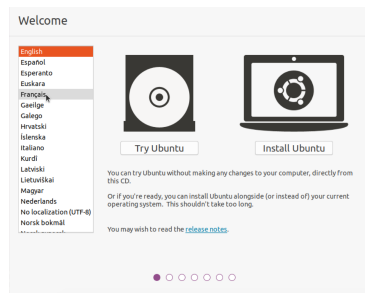 Welcome
English
Español
Esperanto
Euskara
Français
Gaeilge
Galego
Hrvatski
Íslenska
Italiano
Kurdî
Latviski
Lietuviškai
Magyar
Nederlands
No localization (UTF-8)
Norsk bokmål
Try Ubuntu
Install Ubuntu
You can try Ubuntu without making any changes to your computer, directly from
this CD.
Or if you're ready, you can install Ubuntu alongside (or instead of) your current
operating system. This shouldn't take too long.
You may wish to read the release notes.